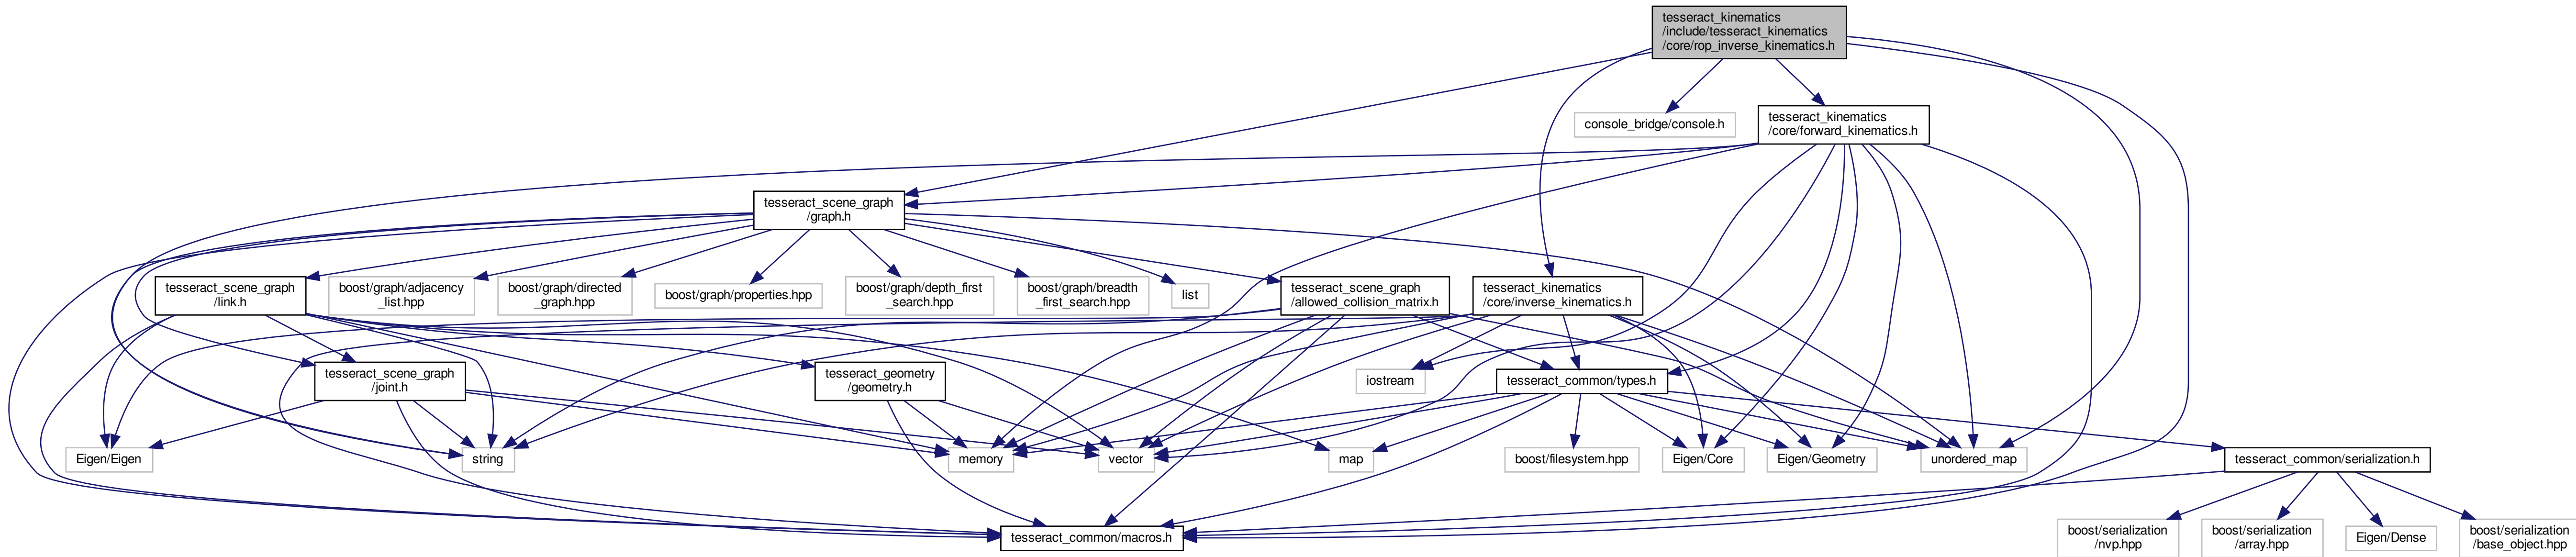 tesseract_kinematics
/include/tesseract_kinematics
/core/rop_inverse_kinematics.h
console_bridge/console.h
tesseract_kinematics
/core/forward_kinematics.h
tesseract_scene_graph
/graph.h
tesseract_scene_graph
/link.h
boost/graph/adjacency
_list.hpp
boost/graph/directed
_graph.hpp
boost/graph/properties.hpp
boost/graph/depth_first
_search.hpp
boost/graph/breadth
_first_search.hpp
list
tesseract_scene_graph
/allowed_collision_matrix.h
tesseract_kinematics
/core/inverse_kinematics.h
tesseract_scene_graph
/joint.h
tesseract_geometry
/geometry.h
iostream
tesseract_common/types.h
Eigen/Eigen
string
memory
vector
map
boost/filesystem.hpp
Eigen/Core
Eigen/Geometry
unordered_map
tesseract_common/serialization.h
tesseract_common/macros.h
boost/serialization
/nvp.hpp
boost/serialization
/array.hpp
Eigen/Dense
boost/serialization
/base_object.hpp